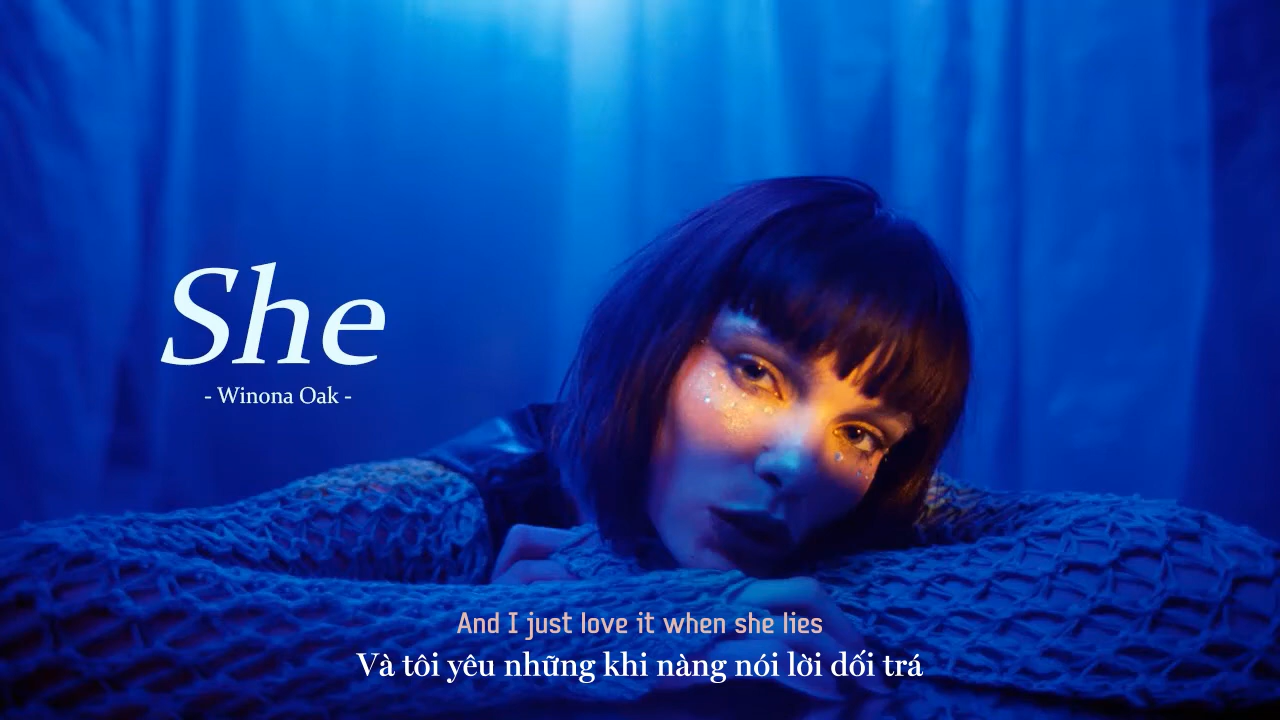 She
- Winona Oak -
And I just love it when she lies
Và tôi yêu những khi nàng nói lời dối trá